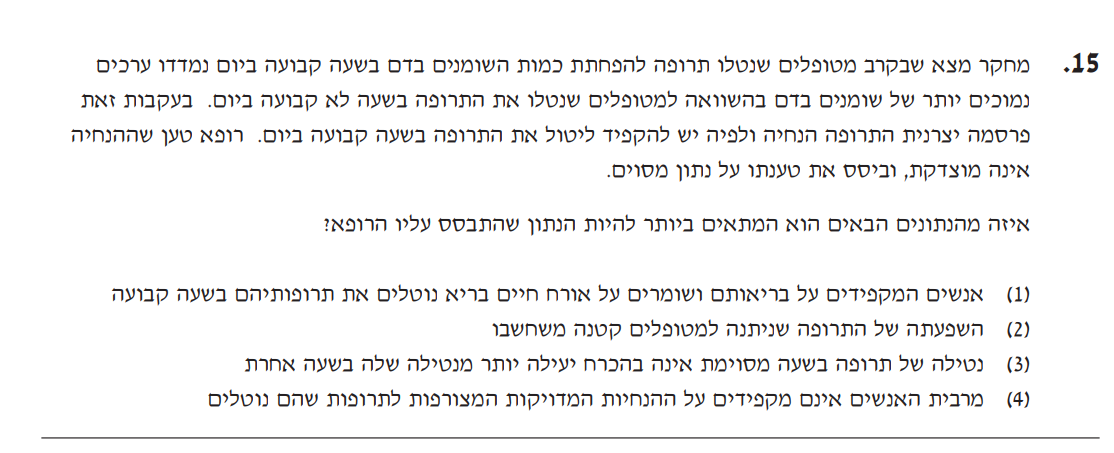 15. מחקר מצא שבקרב מטופלים שנטלו תרופה להפחתת כמות השומנים בדם בשעה קבועה ביום נמדדו ערכים
נמוכים יותר של שומנים בדם בהשוואה למטופלים שנטלו את התרופה בשעה לא קבועה ביום. בעקבות זאת
פרסמה יצרנית התרופה הנחיה ולפיה יש להקפיד ליטול את התרופה בשעה קבועה ביום. רופא טען שההנחיה
אינה מוצדקת, וביסס את טענתו על נתון מסוים.
איזה מהנתונים הבאים הוא המתאים ביותר להיות הנתון שהתבסס עליו הרופא?
(1) אנשים המקפידים על בריאותם ושומרים על אורח חיים בריא נוטלים את תרופותיהם בשעה קבועה
(2) השפעתה של התרופה שניתנה למטופלים קטנה משחשבו
(3) נטילה של תרופה בשעה מסוימת אינה בהכרח יעילה יותר מנטילה שלה בשעה אחרת
(4) מרבית האנשים אינם מקפידים על ההנחיות המדויקות המצורפות לתרופות שהם נוטלים